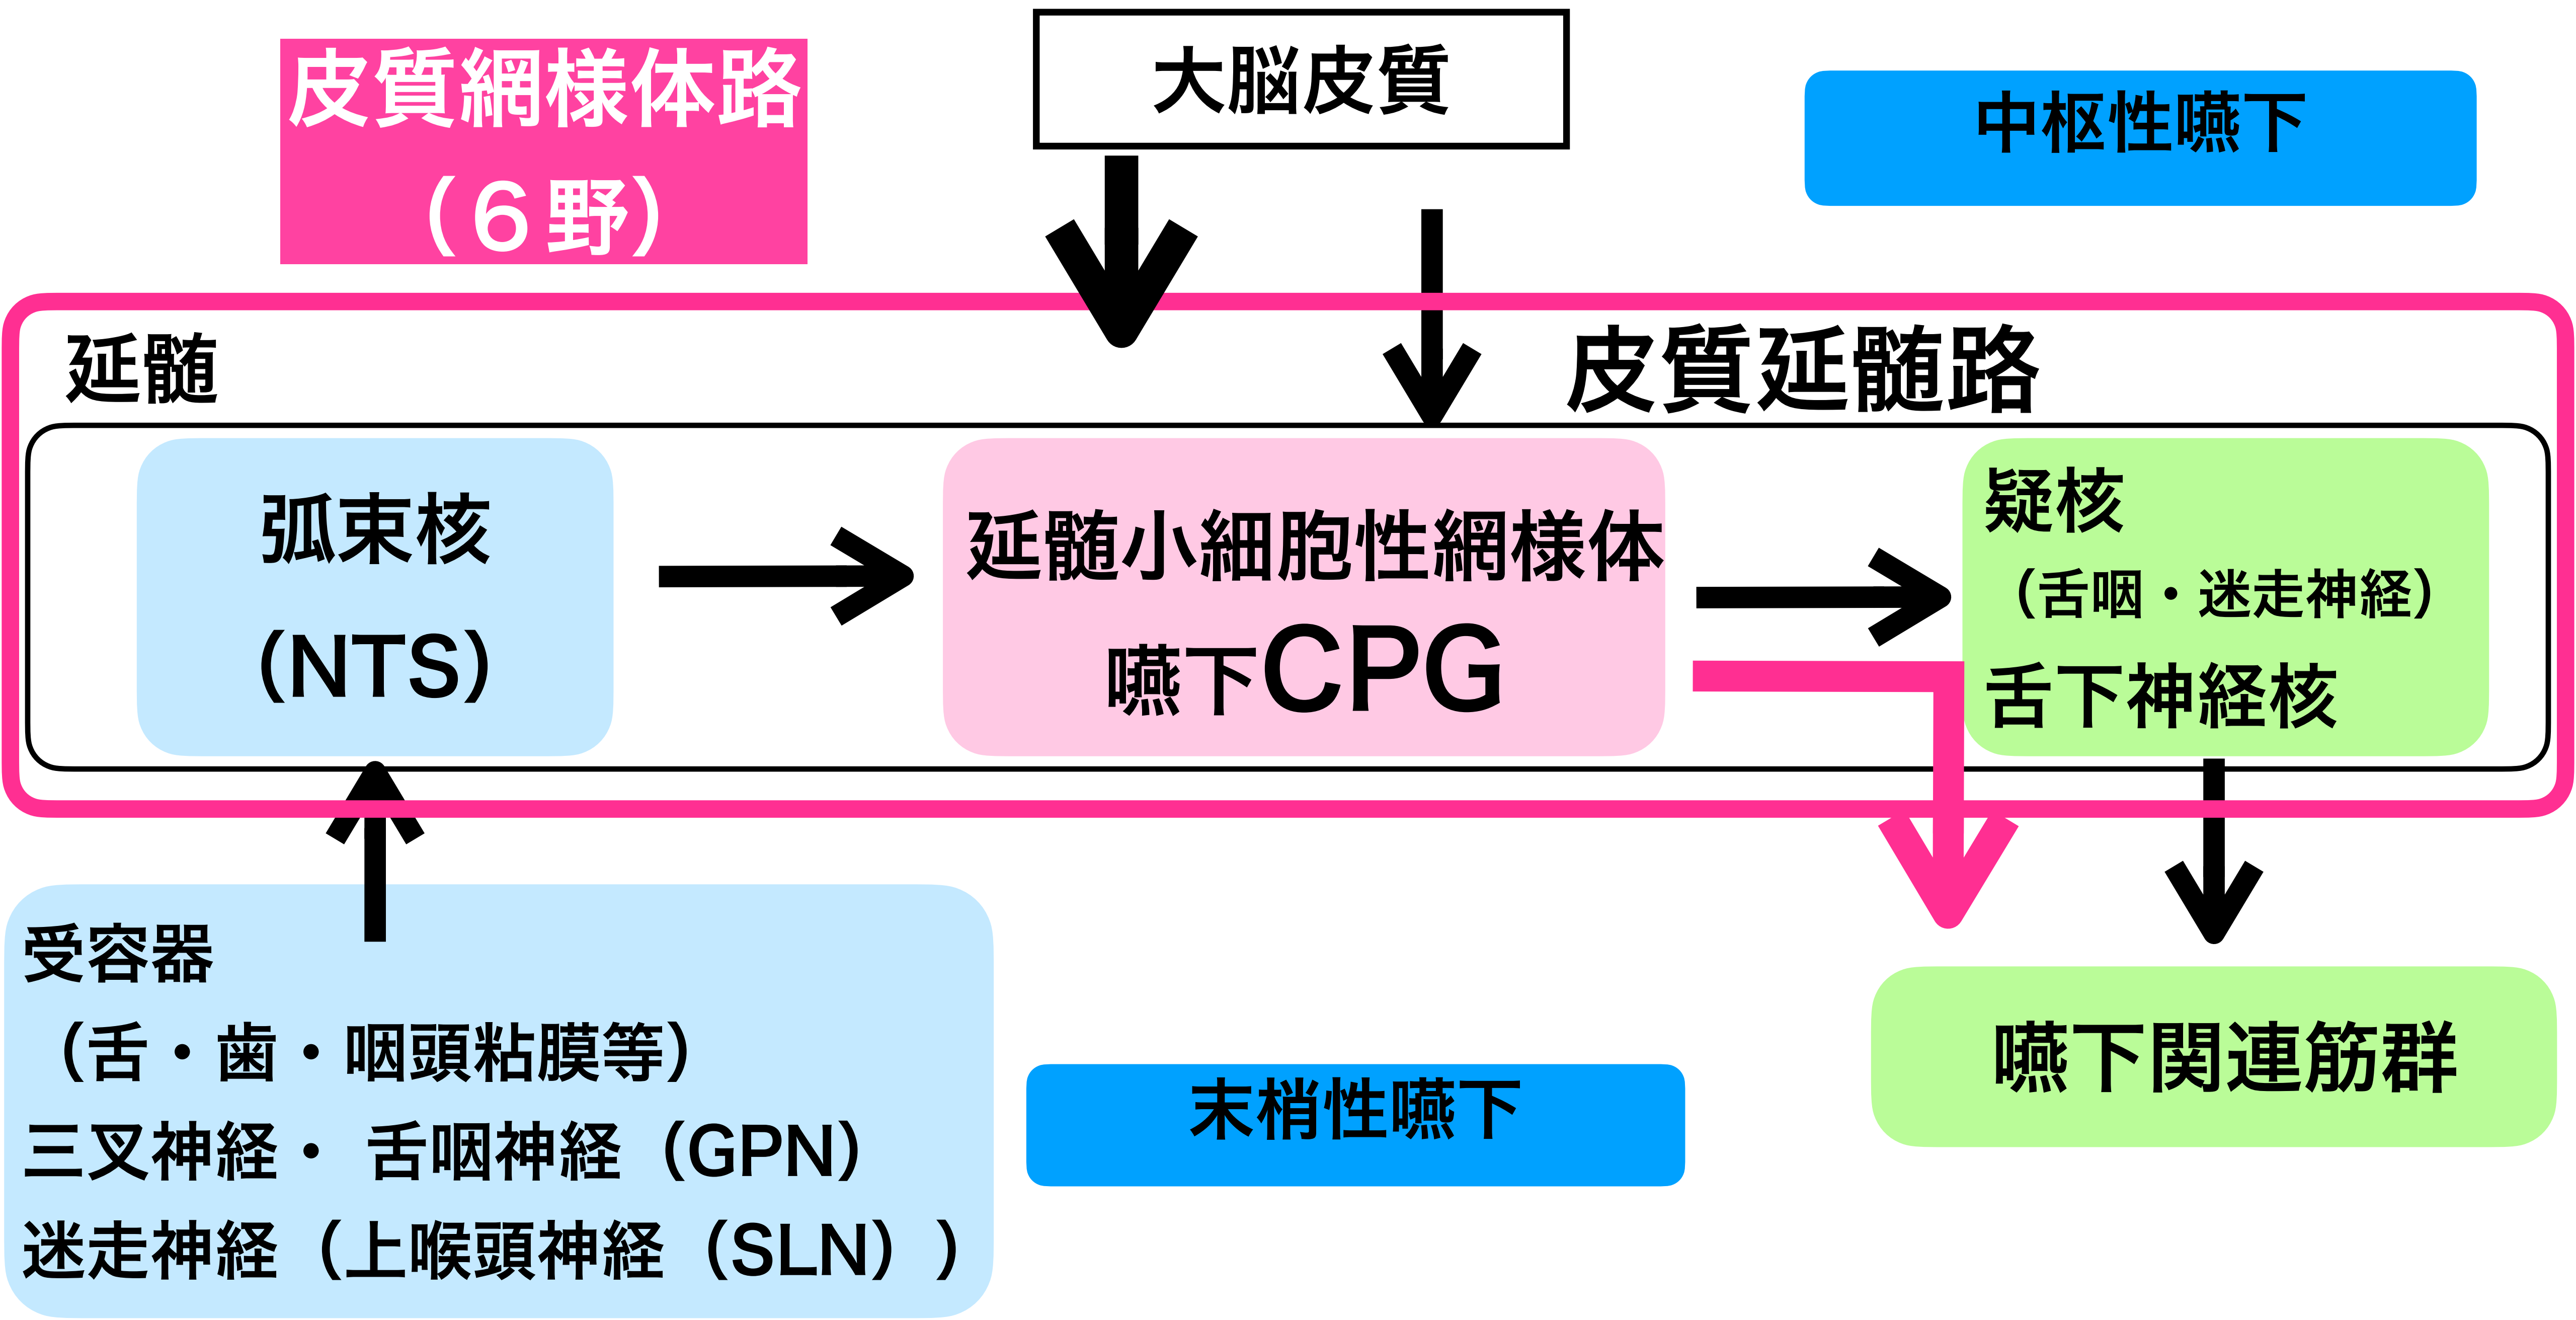 皮質網様体路
（６野）
大脳皮質
中枢性嚥下
延髄
皮質延髄路
弧束核
（NTS）
延髄小細胞性網様体
嚥下CPG
疑核
（舌咽・迷走神経）
舌下神経核
受容器
（舌・歯・咽頭粘膜等）
三叉神経・ 舌咽神経（GPN）
迷走神経（上喉頭神経（SLN））
末梢性嚥下
嚥下関連筋群